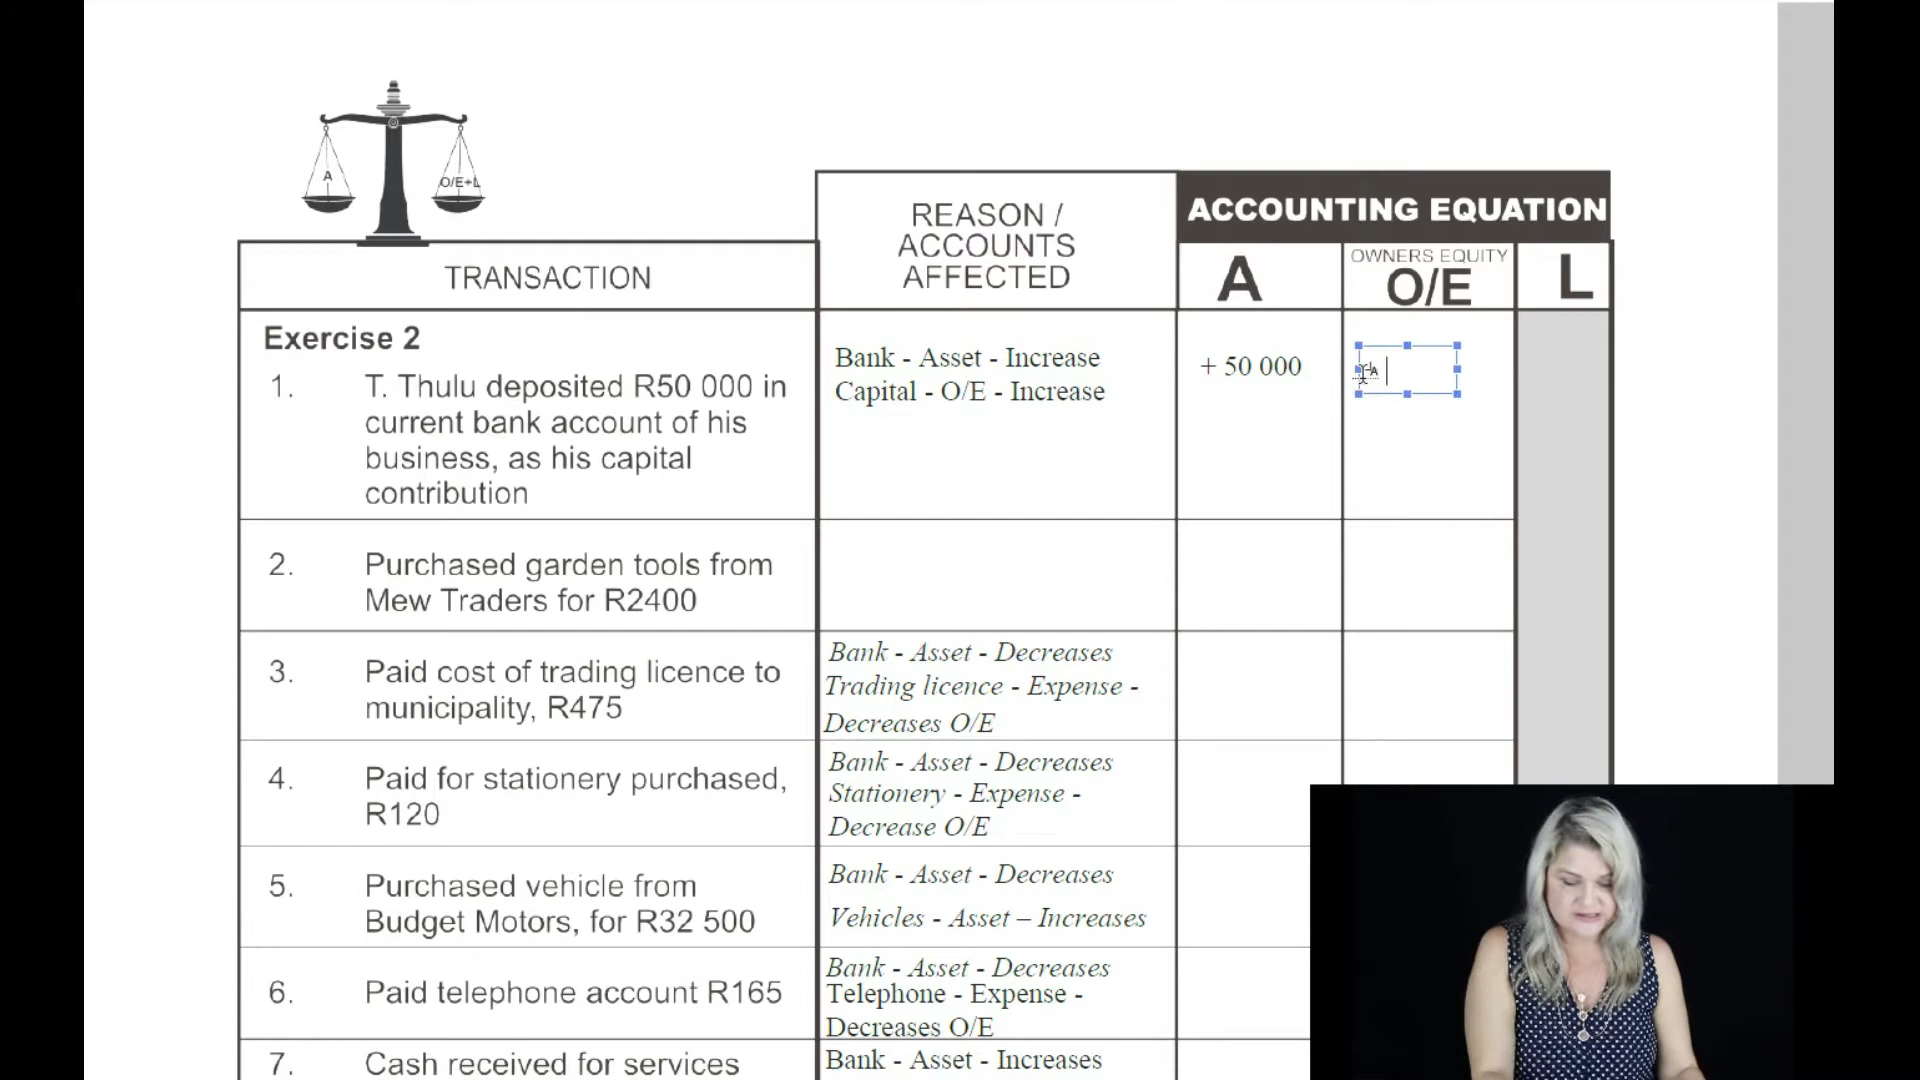 A
O/E+L
REASON /
ACCOUNTS
AFFECTED
ACCOUNTING EQUATION
TRANSACTION
A
OWNERS EQUITY
O/E
L
Exercise 2
1. T. Thulu deposited R50 000 in
current bank account of his
business, as his capital
contribution
Bank - Asset - Increase
Capital - O/E - Increase
+ 50 000
2. Purchased garden tools from
Mew Traders for R2400
3. Paid cost of trading licence to
municipality, R475
Bank - Asset - Decreases
Trading licence - Expense -
Decreases O/E
4. Paid for stationery purchased,
R120
Bank - Asset - Decreases
Stationery - Expense -
Decrease O/E
5. Purchased vehicle from
Budget Motors, for R32 500
Bank - Asset - Decreases
Vehicles - Asset – Increases
6. Paid telephone account R165
Bank - Asset - Decreases
Telephone - Expense -
Decreases O/E
7. Cash received for services
Bank - Asset - Increases